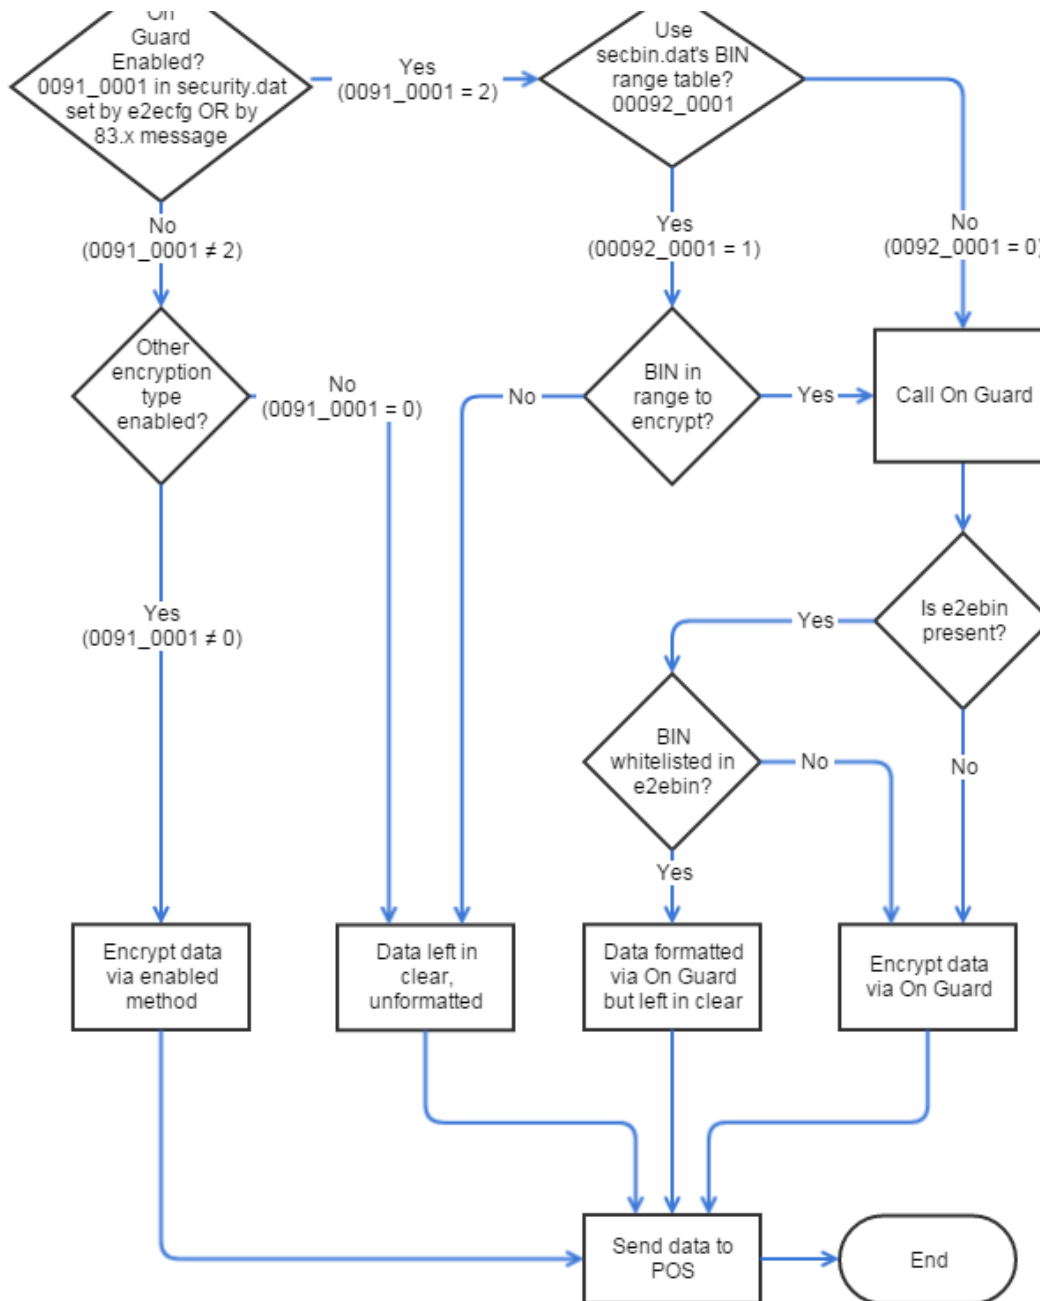 On
Guard
Enabled?
0091_0001 in security.dat
set by e2ecfg OR by
83.x message
Yes
(0091_0001 = 2)
Use
secbin.dat's BIN
range table?
00092_0001
No
(0091_0001 ≠ 2)
Yes
(00092_0001 = 1)
No
(0092_0001 = 0)
Other
encryption
type
enabled?
No
(0091_0001 = 0)
No
BIN in
range to
encrypt?
Yes
Call On Guard
Yes
(0091_0001 ≠ 0)
Yes
Is e2ebin
present?
BIN
whitelisted in
e2ebin?
No
No
Yes
Encrypt data
via enabled
method
Data left in
clear,
unformatted
Data formatted
via On Guard
but left in clear
Encrypt data
via On Guard
Send data to
POS
End